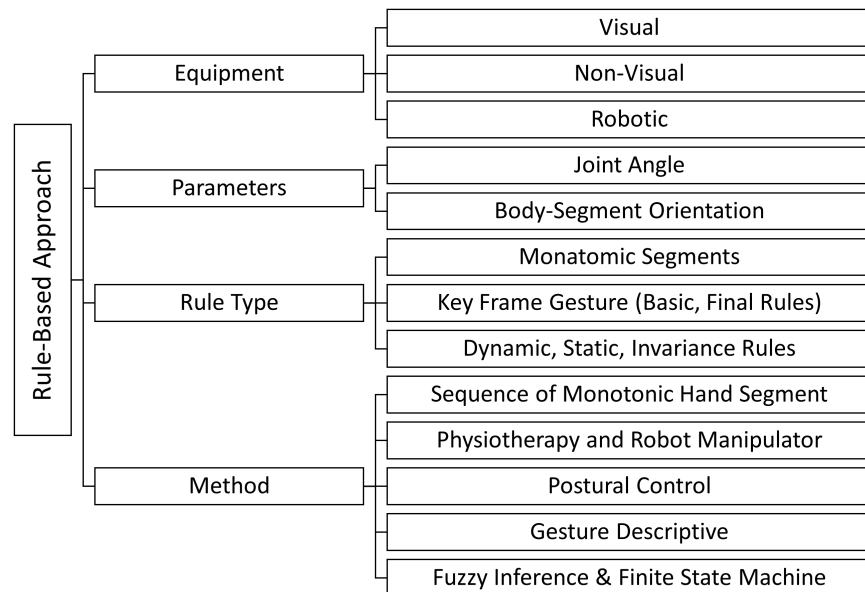 Rule-Based Approach
Equipment
Visual
Non-Visual
Robotic
Parameters
Joint Angle
Body-Segment Orientation
Rule Type
Monatomic Segments
Key Frame Gesture (Basic, Final Rules)
Dynamic, Static, Invariance Rules
Method
Sequence of Monotonic Hand Segment
Physiotherapy and Robot Manipulator
Postural Control
Gesture Descriptive
Fuzzy Inference & Finite State Machine